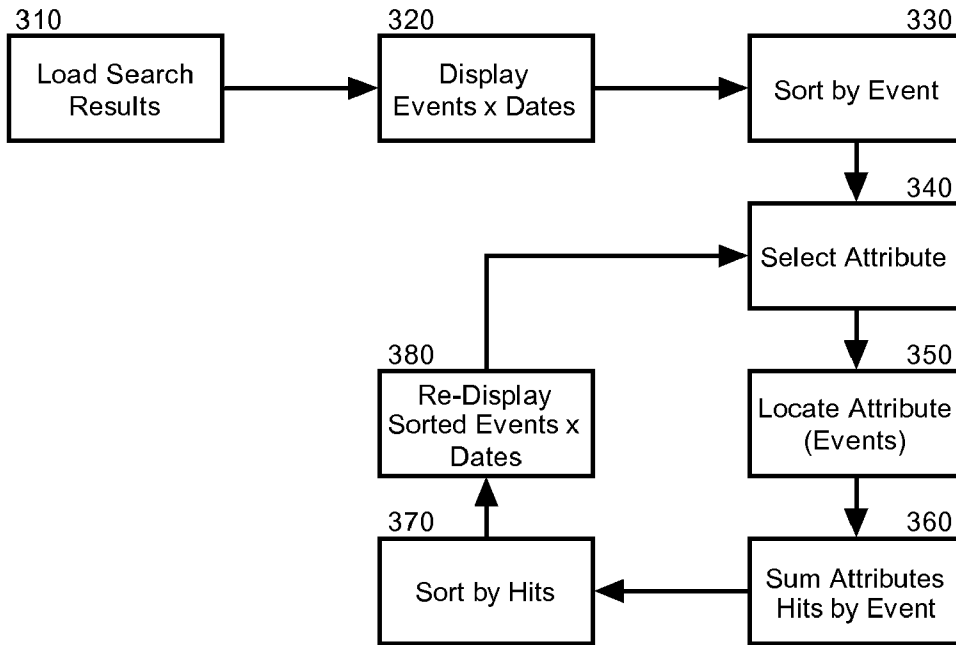 310
Load Search
Results
320
Display
Events x Dates
330
Sort by Event
340
Select Attribute
350
Locate Attribute
(Events)
360
Sum Attributes
Hits by Event
370
Sort by Hits
380
Re-Display
Sorted Events x
Dates